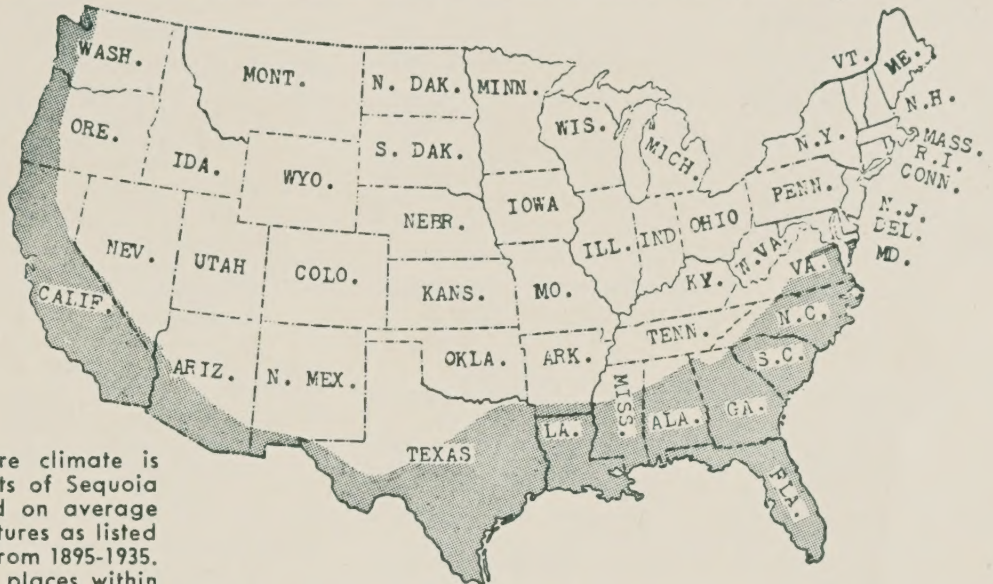 WASH.
MONT.
N. DAK.
MINN.
VT.
ME.
N.H.
ORE.
IDA.
WYO.
S. DAK.
WIS.
MICH.
N.Y.
MASS.
R.I
CONN.
NEBR.
IOWA
PENN.
N.J.
DEL.
MD.
NEV.
UTAH
COLO.
KANS.
MO.
ILL.
IND
OHIO
W.VA.
VA.
KY.
CALIF.
ARIZ.
N. MEX.
OKLA.
ARK.
TENN.
N.C.
S.C.
TEXAS
LA.
MISS.
ALA.
GA.
FLA.
re climate is
ts of Sequoia
d on average
tures as listed
rom 1895-1935.
places within